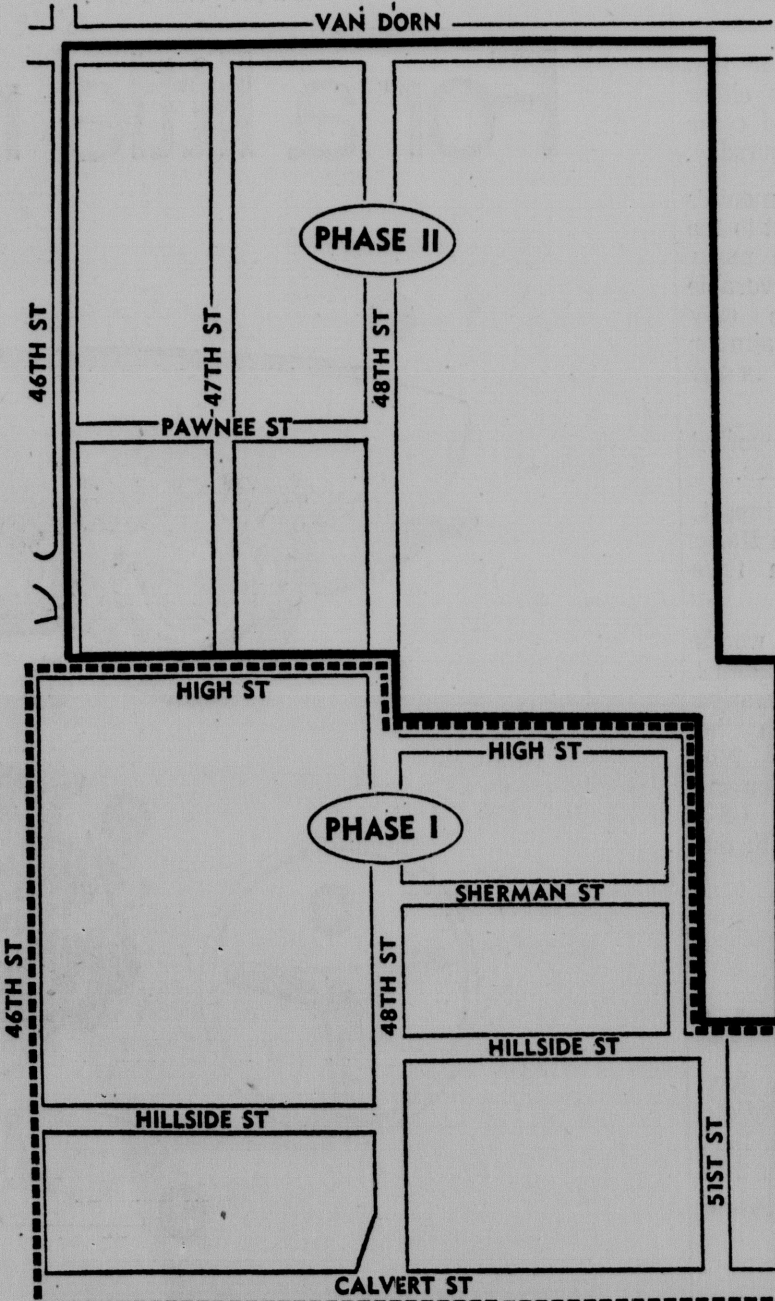 VAN DORN
PHASE II
46TH ST
47TH ST
48TH ST
PAWNEE ST
HIGH ST
HIGH ST
PHASE I
SHERMAN ST
46TH ST
48TH ST
HILLSIDE ST
HILLSIDE ST
51ST ST
CALVERT ST